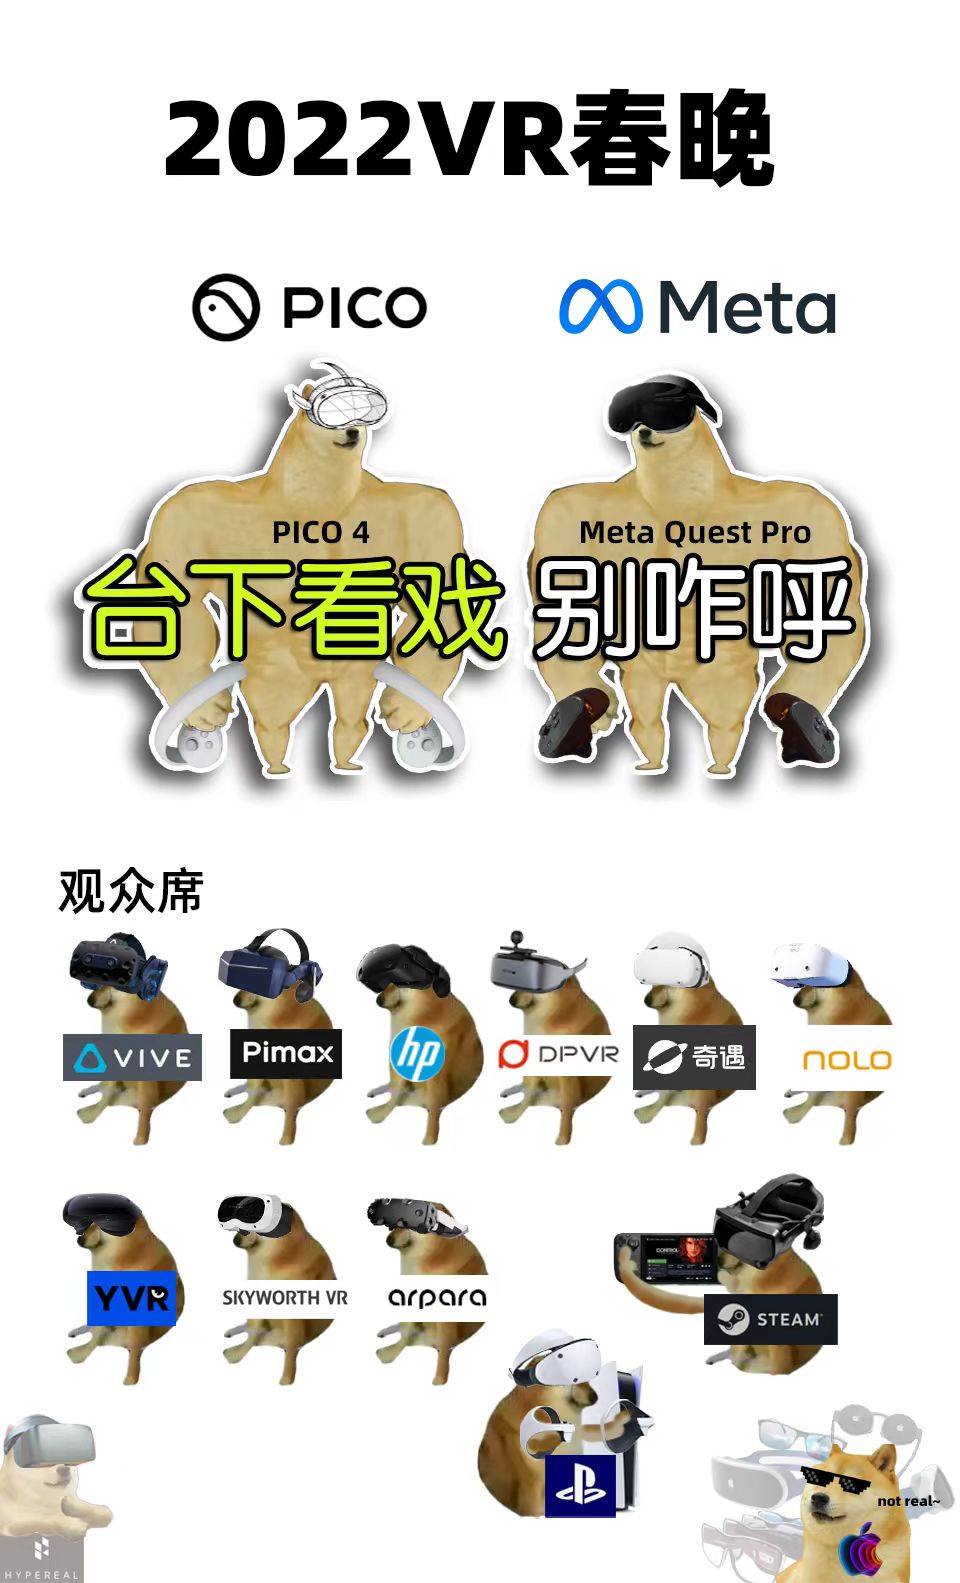 2022VR春晚
PICO
Meta
PICO 4
Meta Quest Pro
台下看戏
别咋呼
观众席
VIVE
Pimax
hp
DPVR
奇遇
NOLO
YVR
SKYWORTH VR
arpara
CONTROL
STEAM
not real~
HYPEREAL